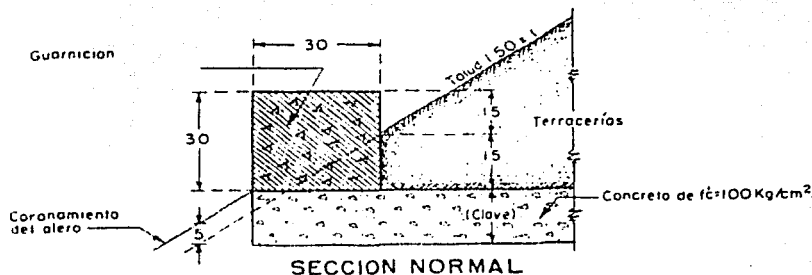 30
Guarnicion
Talud 1.50 x 1
15
Terracerías
30
15
Concreto de f'c=100 Kg/cm²
(Clave)
Coronamiento
del alero
5
SECCION NORMAL